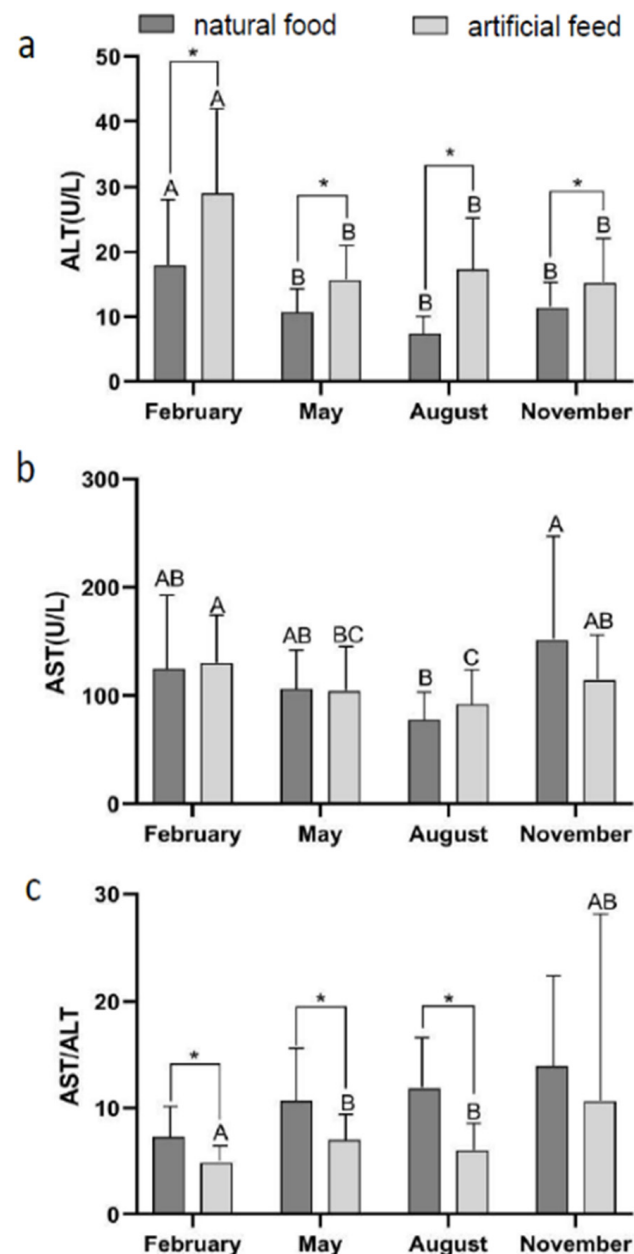 natural food artificial feed
a
50
40
30
20
10
0
ALT(U/L)
* * * *
A A B B B B B B
February May August November
b
300
200
100
0
AST(U/L)
AB A AB BC B C A AB
February May August November
c
30
20
10
0
AST/ALT
* * *
A B B AB
February May August November